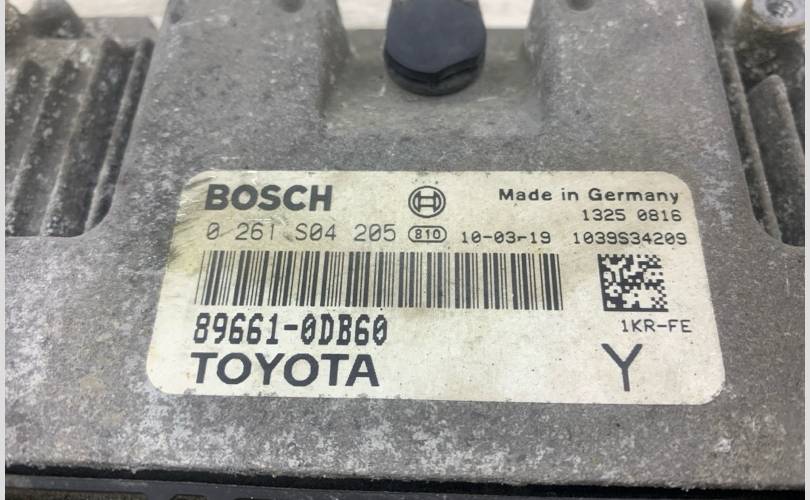 BOSCH Made in Germany
1325 0816
0 261 S04 205 810 10-03-19 1039S34209
89661-0DB60 1KR-FE
TOYOTA Y